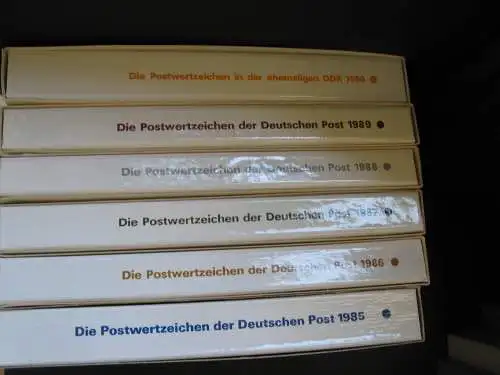 Die Postwertzeichen in der ehemaligen DDR 1990
Die Postwertzeichen der Deutschen Post 1989
Die Postwertzeichen der Deutschen Post 1988
Die Postwertzeichen der Deutschen Post 1987
Die Postwertzeichen der Deutschen Post 1986
Die Postwertzeichen der Deutschen Post 1985